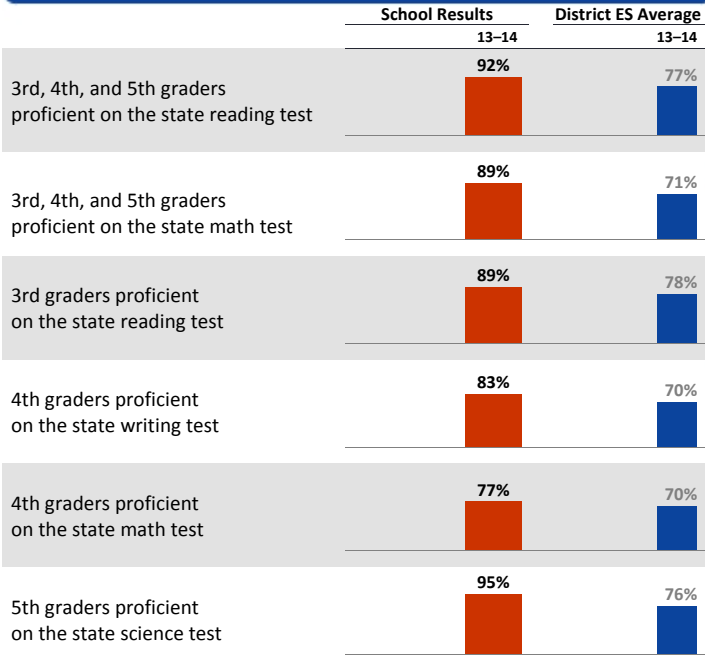 School Results District ES Average
13–14 13–14
3rd, 4th, and 5th graders
proficient on the state reading test
92% 77%
3rd, 4th, and 5th graders
proficient on the state math test
89% 71%
3rd graders proficient
on the state reading test
89% 78%
4th graders proficient
on the state writing test
83% 70%
4th graders proficient
on the state math test
77% 70%
5th graders proficient
on the state science test
95% 76%